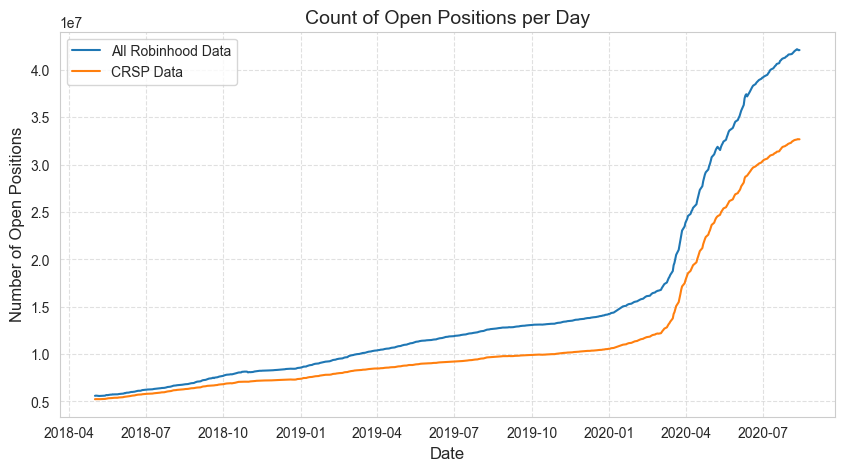 Count of Open Positions per Day
1e7
All Robinhood Data
CRSP Data
4.0
3.5
3.0
2.5
2.0
1.5
1.0
0.5
Number of Open Positions
2018-04 2018-07 2018-10 2019-01 2019-04 2019-07 2019-10 2020-01 2020-04 2020-07
Date